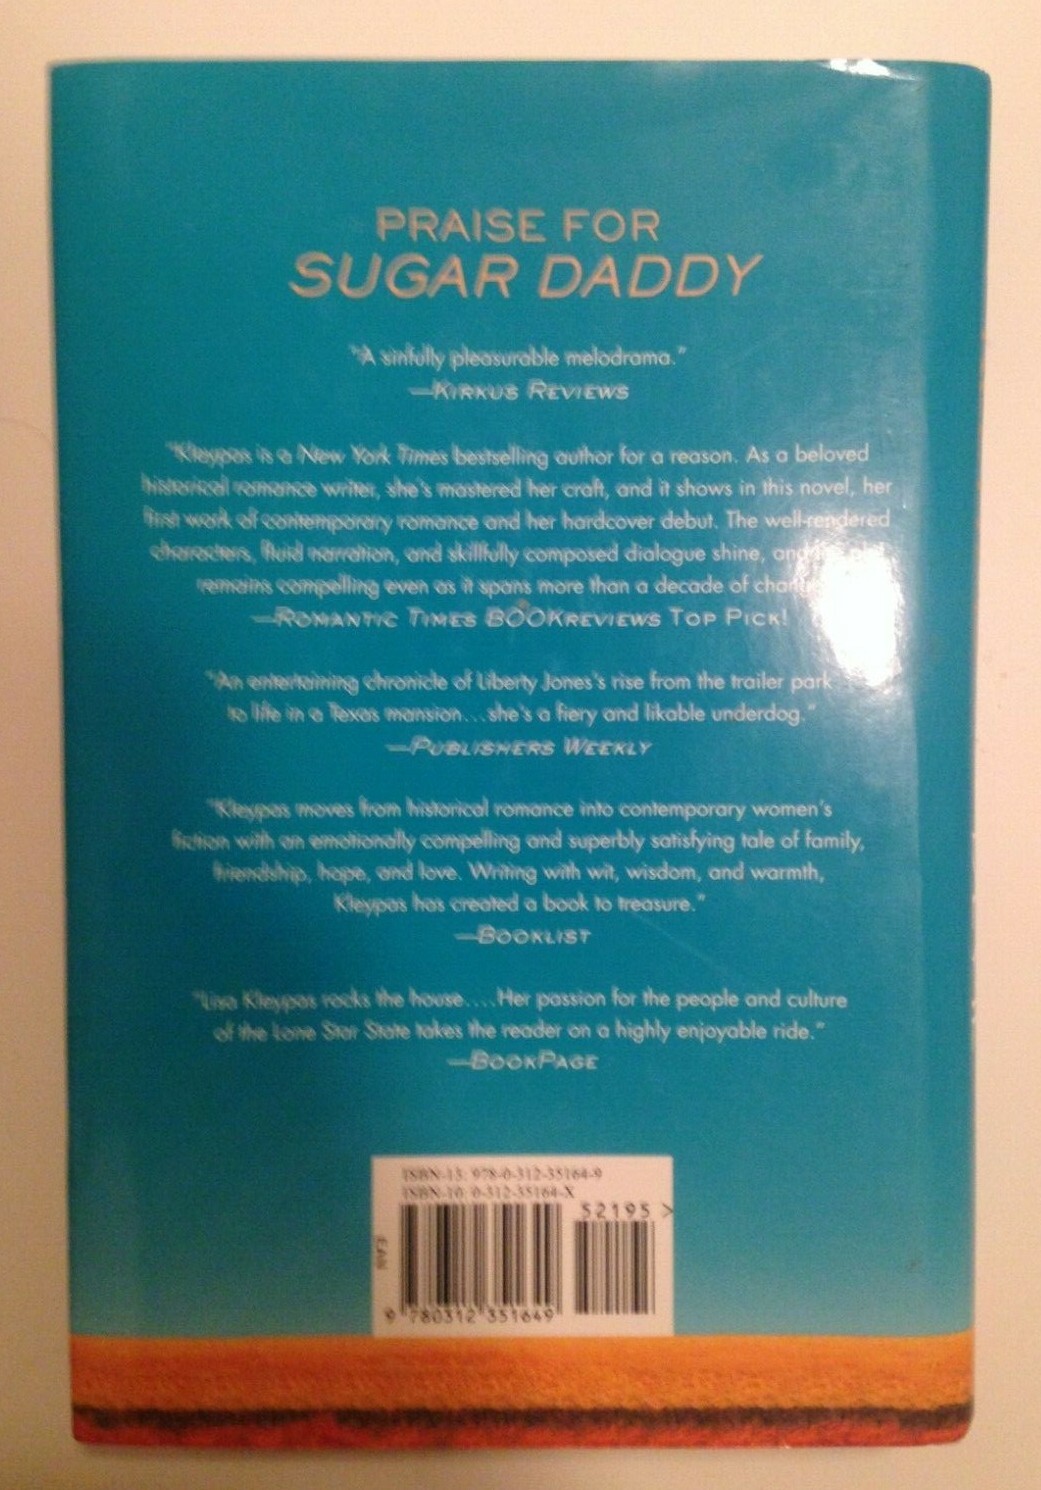 PRAISE FOR
SUGAR DADDY
"A sinfully pleasurable melodrama."
—KIRKUS REVIEWS
"Kleypas is a New York Times bestselling author for a reason. As a beloved
historical romance writer, she's mastered her craft, and it shows in this novel, her
first work of contemporary romance and her hardcover debut. The well-rendered
characters, fluid narration, and skillfully composed dialogue shine, and
remains compelling even as it spans more than a decade of
—ROMANTIC TIMES BOOKREVIEWS TOP PICK!
"An entertaining chronicle of Liberty Jones's rise from the trailer park
to life in a Texas mansion...she's a fiery and likable underdog."
—PUBLISHERS WEEKLY
"Kleypas moves from historical romance into contemporary women's
fiction with an emotionally compelling and superbly satisfying tale of family,
friendship, hope, and love. Writing with wit, wisdom, and warmth,
Kleypas has created a book to treasure."
—BOOKLIST
"Lisa Kleypas rocks the house....Her passion for the people and culture
of the Lone Star State takes the reader on a highly enjoyable ride."
—BOOKPAGE
ISBN-13: 978-0-312-35164-9
ISBN-10: 0-312-35164-X
52195 >
9 780312 351649